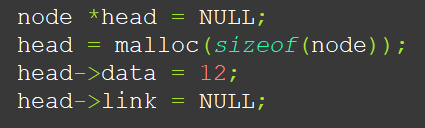 node *head = NULL;
head = malloc(sizeof(node));
head->data = 12;
head->link = NULL;